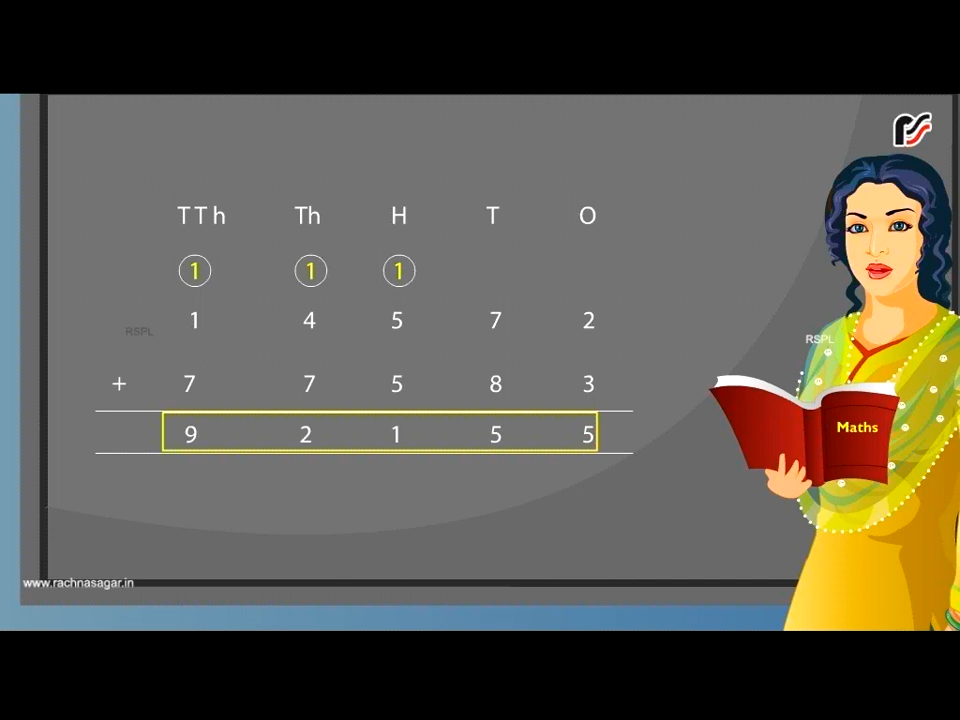 TTh Th H T O
1 1 1
1 4 5 7 2
RSPL
RSPL
+ 7 7 5 8 3
9 2 1 5 5
Maths
www.rachnasagar.in